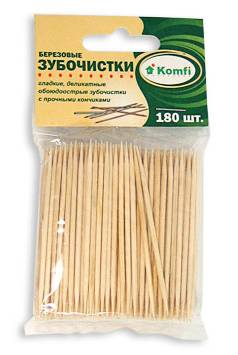 БЕРЕЗОВЫЕ
ЗУБОЧИСТКИ
гладкие, деликатные
обоюдоострые зубочистки
с прочными кончиками
Komfi
180 шт.